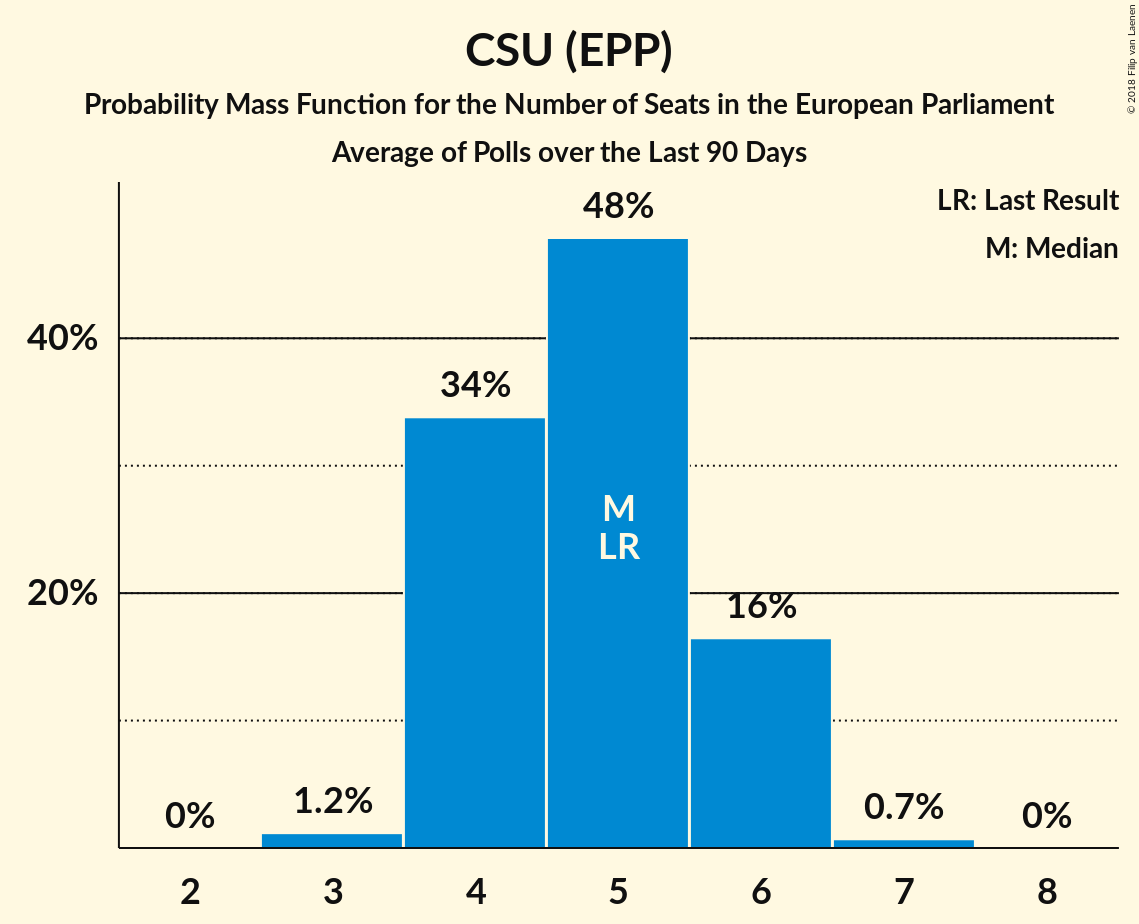 CSU (EPP)
Probability Mass Function for the Number of Seats in the European Parliament
Average of Polls over the Last 90 Days
© 2018 Filip van Laenen
LR: Last Result
M: Median
48%
40%
34%
M
LR
20%
16%
1.2%
0.7%
0%
0%
2 3 4 5 6 7 8